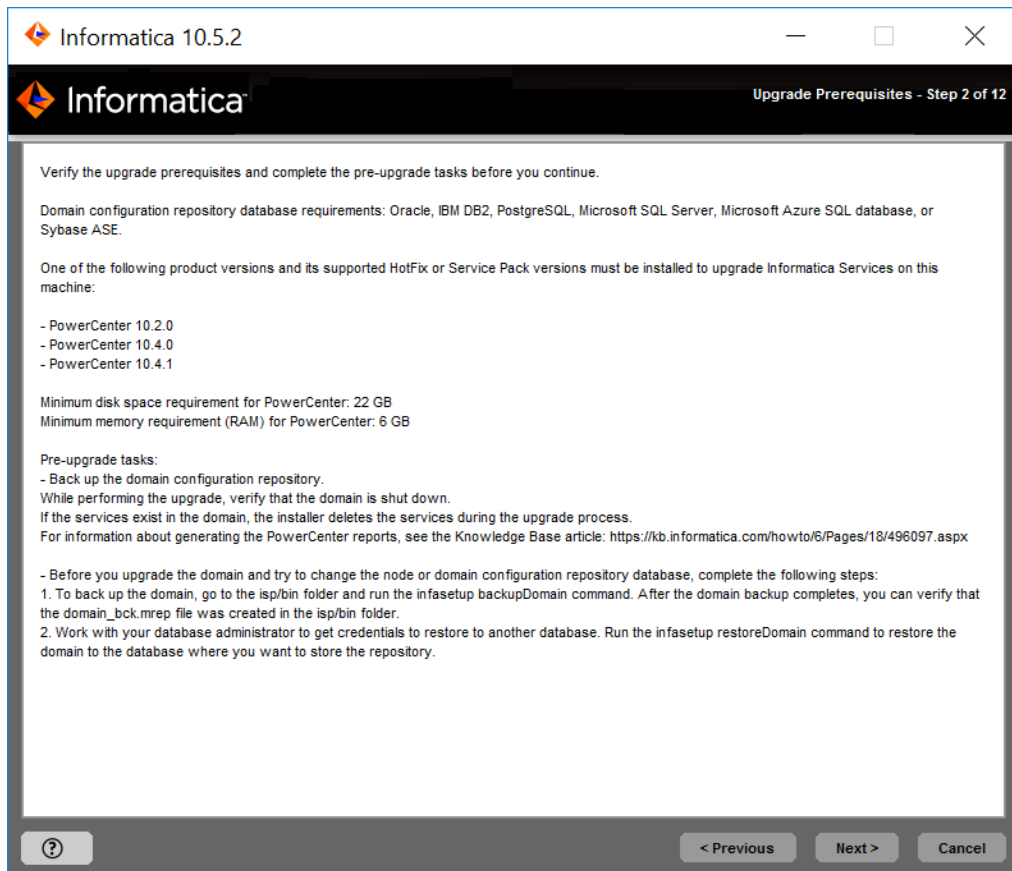 Informatica 10.5.2
Informatica
Upgrade Prerequisites - Step 2 of 12
Verify the upgrade prerequisites and complete the pre-upgrade tasks before you continue.
Domain configuration repository database requirements: Oracle, IBM DB2, PostgreSQL, Microsoft SQL Server, Microsoft Azure SQL database, or
Sybase ASE.
One of the following product versions and its supported HotFix or Service Pack versions must be installed to upgrade Informatica Services on this
machine:
- PowerCenter 10.2.0
- PowerCenter 10.4.0
- PowerCenter 10.4.1
Minimum disk space requirement for PowerCenter: 22 GB
Minimum memory requirement (RAM) for PowerCenter: 6 GB
Pre-upgrade tasks:
- Back up the domain configuration repository.
While performing the upgrade, verify that the domain is shut down.
If the services exist in the domain, the installer deletes the services during the upgrade process.
For information about generating the PowerCenter reports, see the Knowledge Base article: https://kb.informatica.com/howto/6/Pages/18/496097.aspx
- Before you upgrade the domain and try to change the node or domain configuration repository database, complete the following steps:
1. To back up the domain, go to the isp/bin folder and run the infasetup backupDomain command. After the domain backup completes, you can verify that
the domain_bck.mrep file was created in the isp/bin folder.
2. Work with your database administrator to get credentials to restore to another database. Run the infasetup restoreDomain command to restore the
domain to the database where you want to store the repository.
?
< Previous
Next >
Cancel